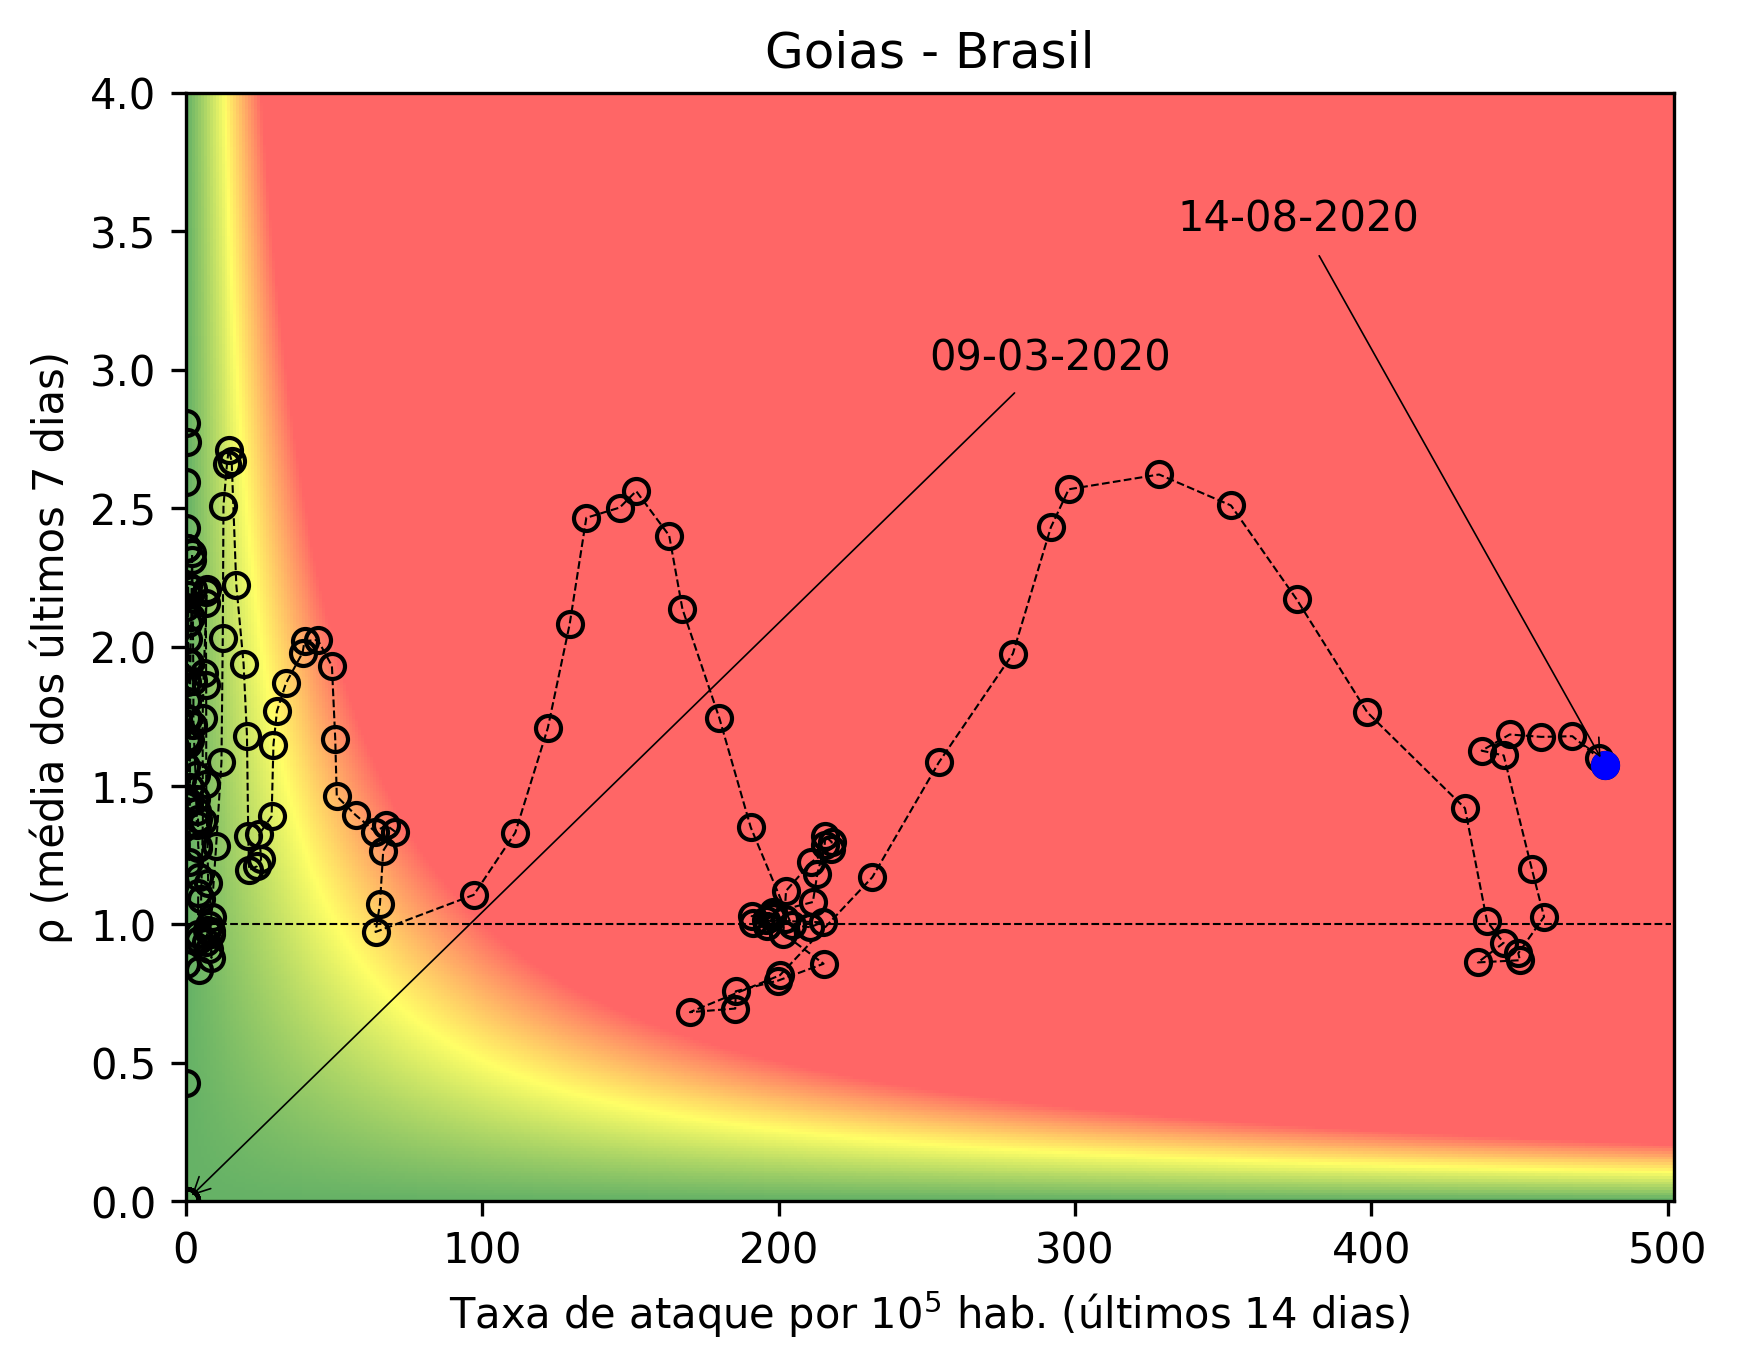 Goias - Brasil
4.0
3.5
3.0
2.5
2.0
1.5
1.0
0.5
0.0
ρ (média dos últimos 7 dias)
14-08-2020
09-03-2020
0 100 200 300 400 500
Taxa de ataque por 10⁵ hab. (últimos 14 dias)